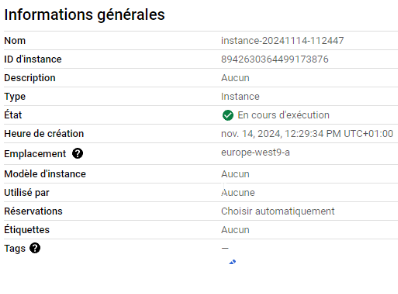 Informations générales
Nom instance-20241114-112447
ID d'instance 8942630364499173876
Description Aucun
Type Instance
État En cours d'exécution
Heure de création nov. 14, 2024, 12:29:34 PM UTC+01:00
Emplacement ? europe-west9-a
Modèle d'instance Aucun
Utilisé par Aucune
Réservations Choisir automatiquement
Étiquettes Aucun
Tags ? —